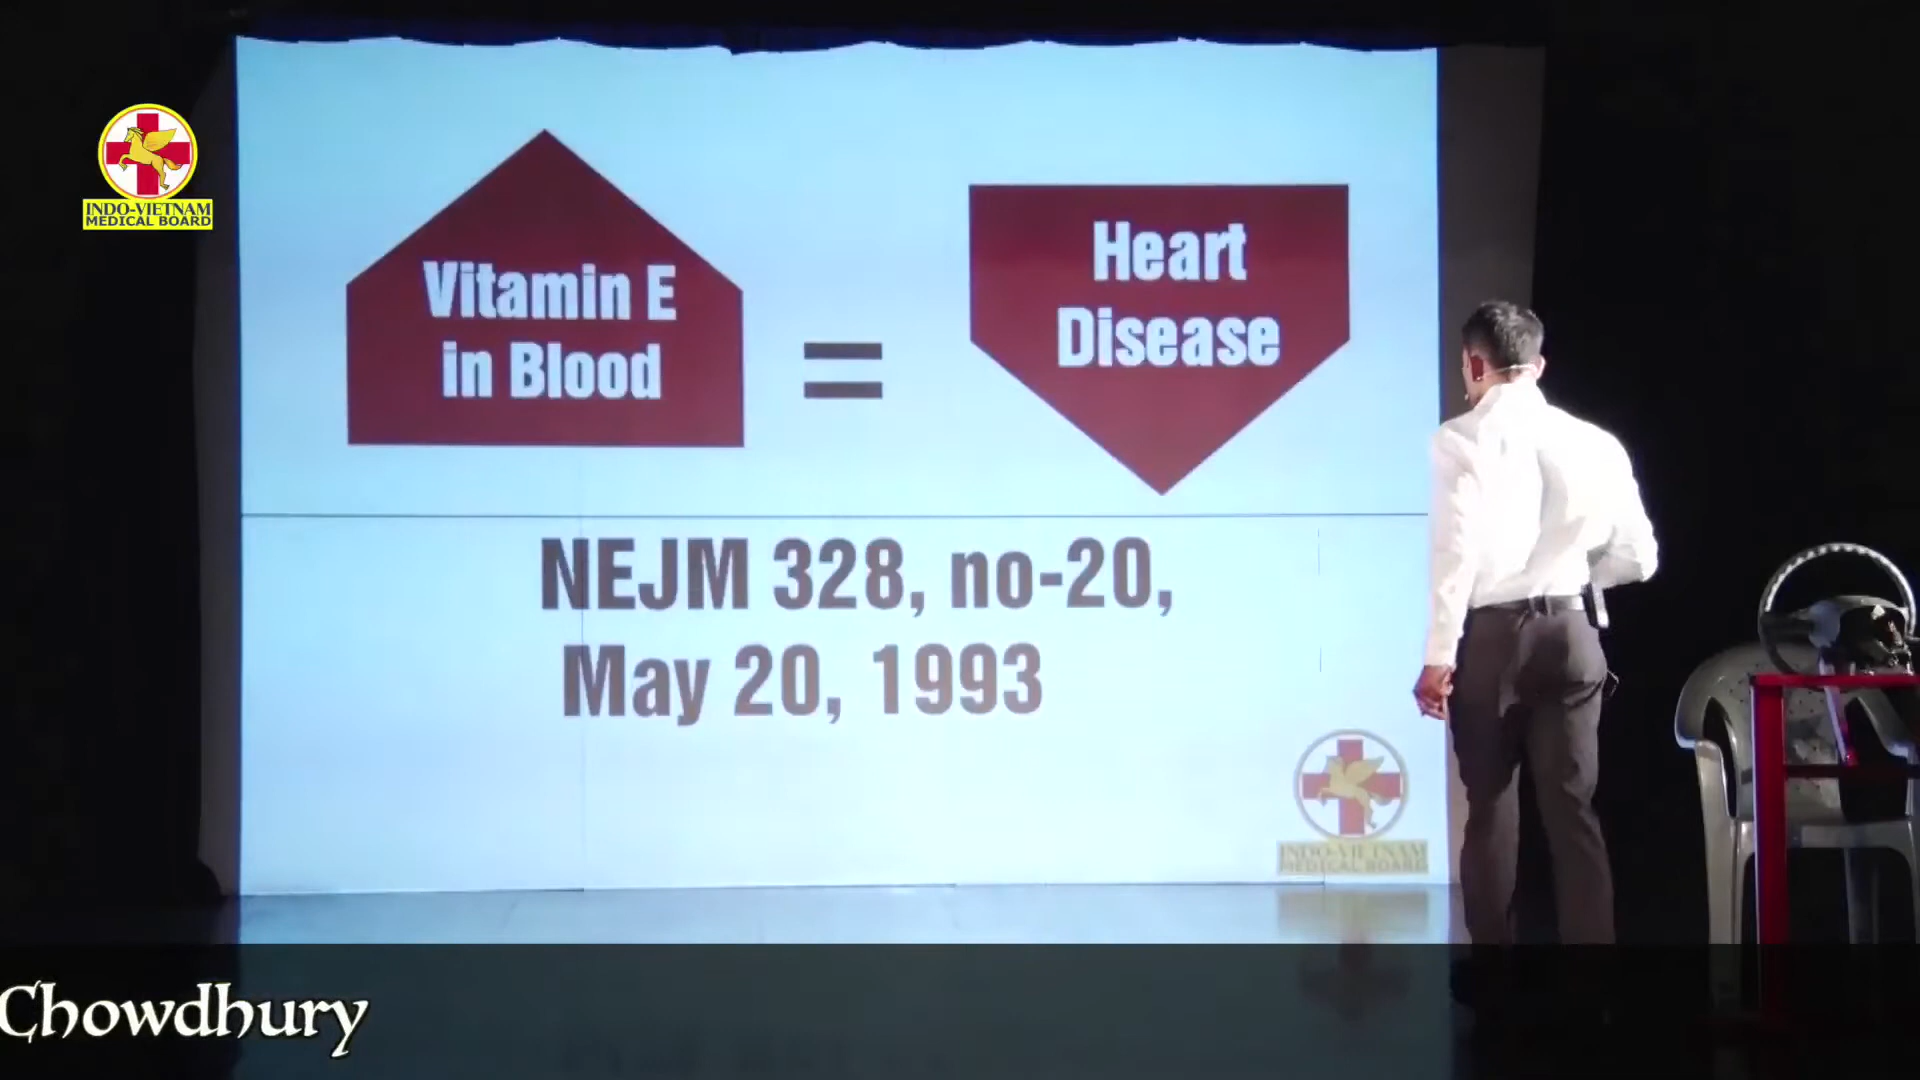 INDO-VIETNAM
MEDICAL BOARD
Vitamin E
in Blood
=
Heart
Disease
NEJM 328, no-20,
May 20, 1993
INDO-VIETNAM
MEDICAL BOARD
Chowdhury